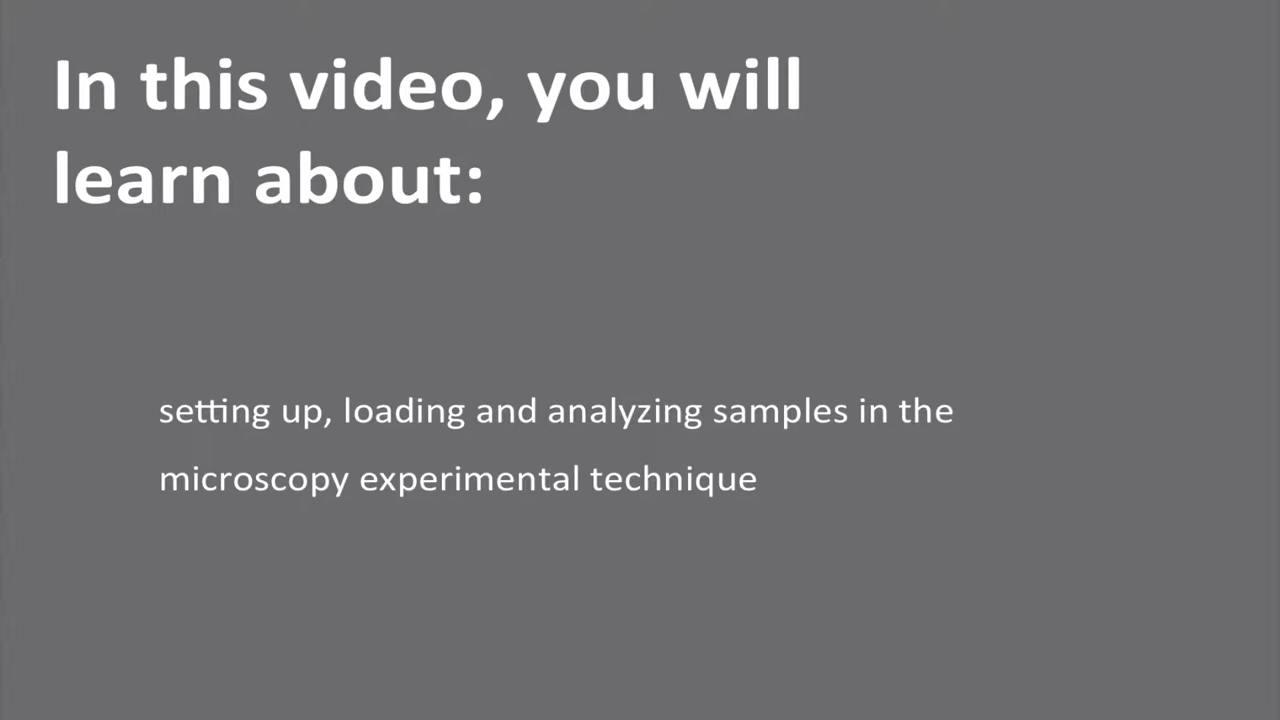 In this video, you will
learn about:
setting up, loading and analyzing samples in the
microscopy experimental technique